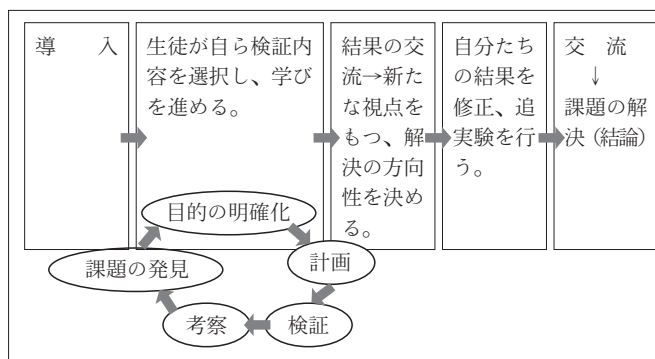 導　入
生徒が自ら検証内
容を選択し、学び
を進める。
結果の交
流→新た
な視点を
もつ、解
決の方向
性を決め
る。
自分たち
の結果を
修正、追
実験を行
う。
交　流
↓
課題の解
決（結論）
目的の明確化
計画
検証
考察
課題の発見